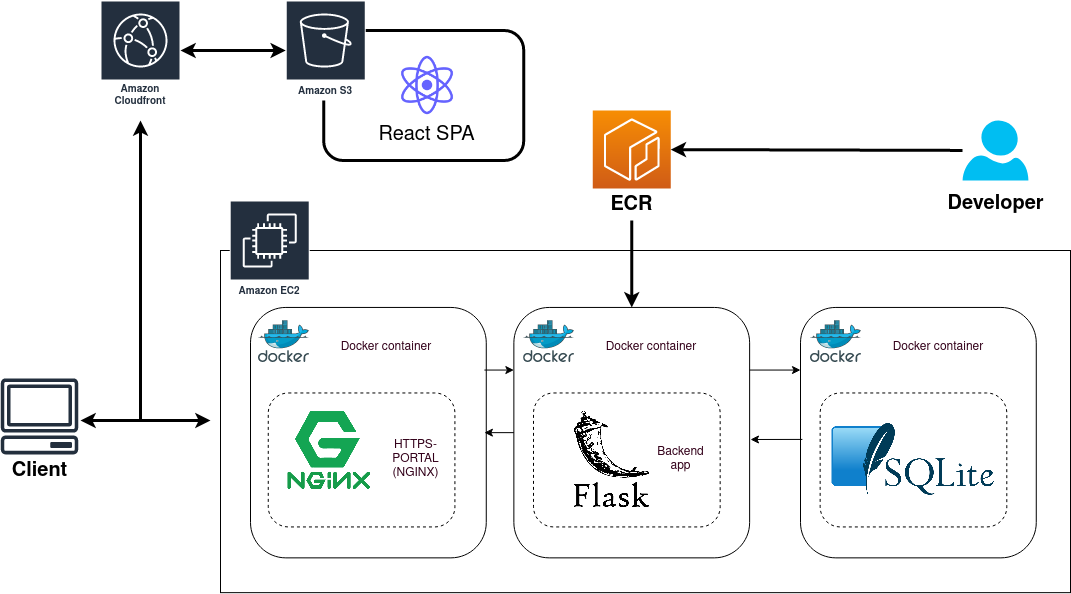 Amazon
Cloudfront
Amazon S3
React SPA
ECR
Developer
Amazon EC2
docker
Docker container
docker
Docker container
docker
Docker container
NGiNX
HTTPS-
PORTAL
(NGINX)
Flask
Backend
app
SQLite
Client